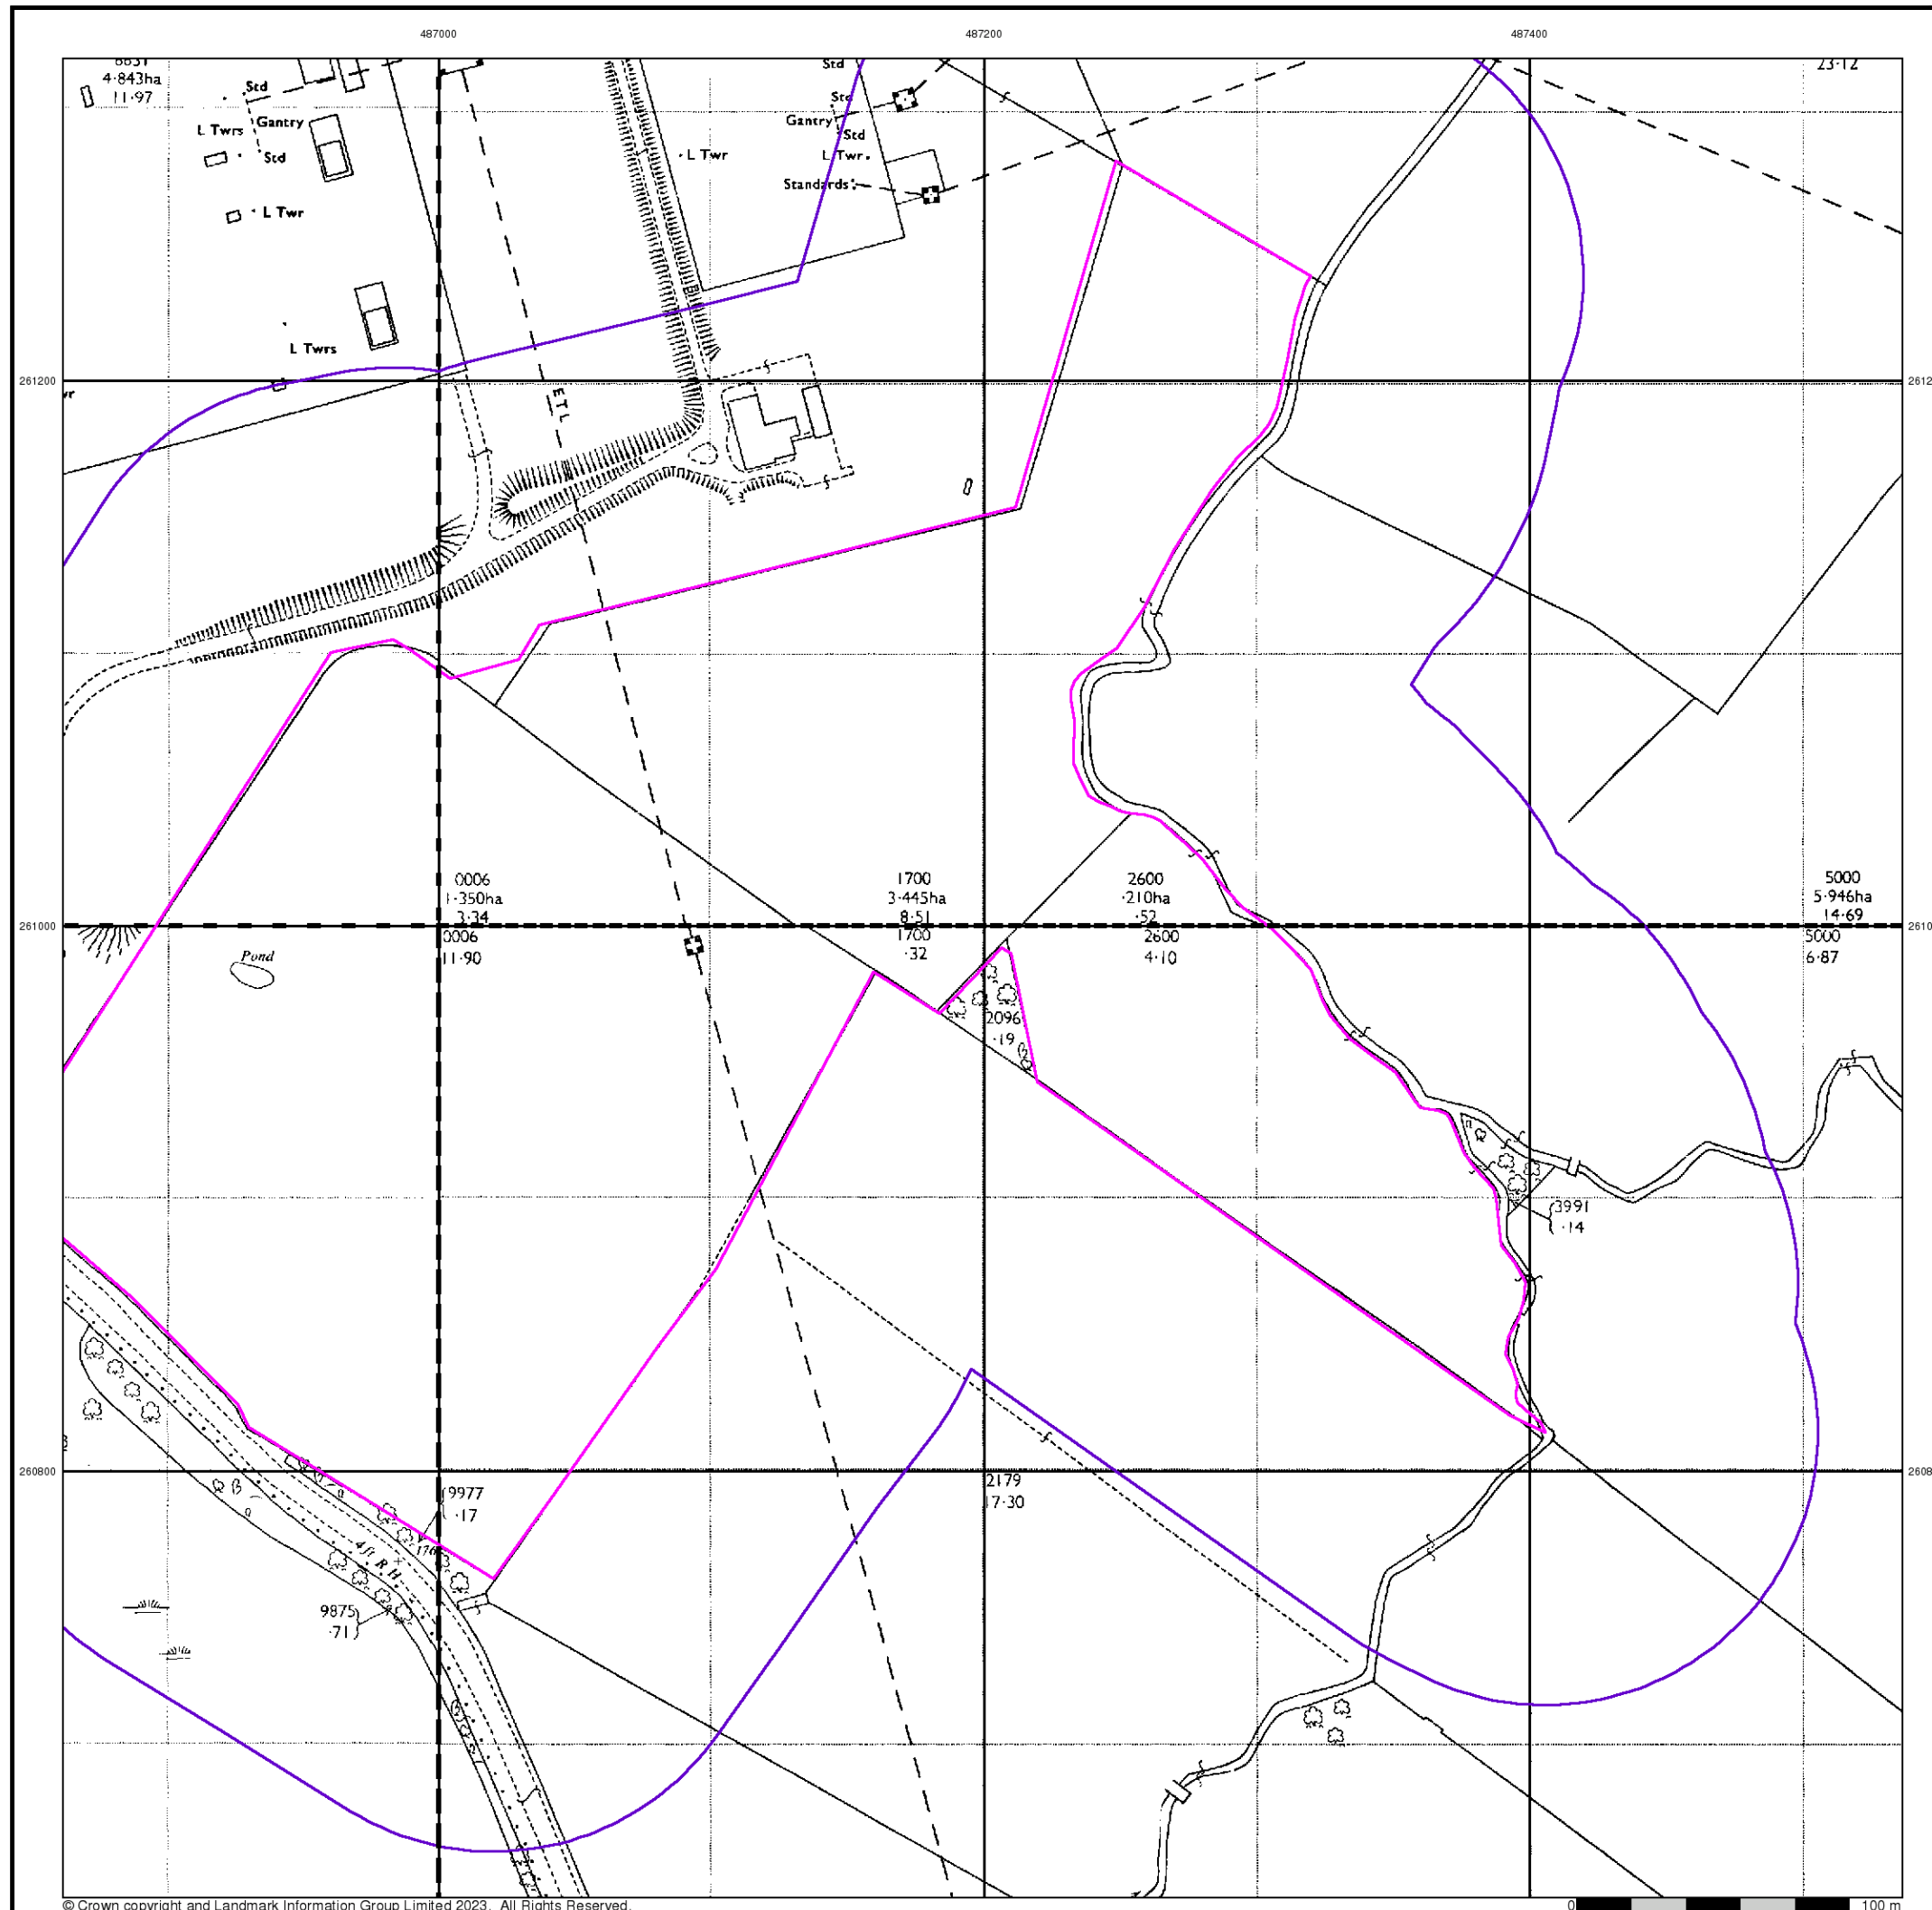 487000
487200
487400
4·843ha
11·97
Std
L Twrs
Gantry
Std
L Twr
L Twrs
Std
Std
Gantry
Std
L Twr
L Twr
Standards
23·12
261200
ETL
0006
1·350ha
3·34
1700
3·445ha
8·51
2600
·210ha
·52
5000
5·946ha
14·69
261000
0006
11·90
1700
·32
2600
4·10
5000
6·87
Pond
2096
·19
3991
·14
260800
9977
·17
2179
17·30
4ft R.H.
9875
·71
© Crown copyright and Landmark Information Group Limited 2023. All Rights Reserved.
0
100 m